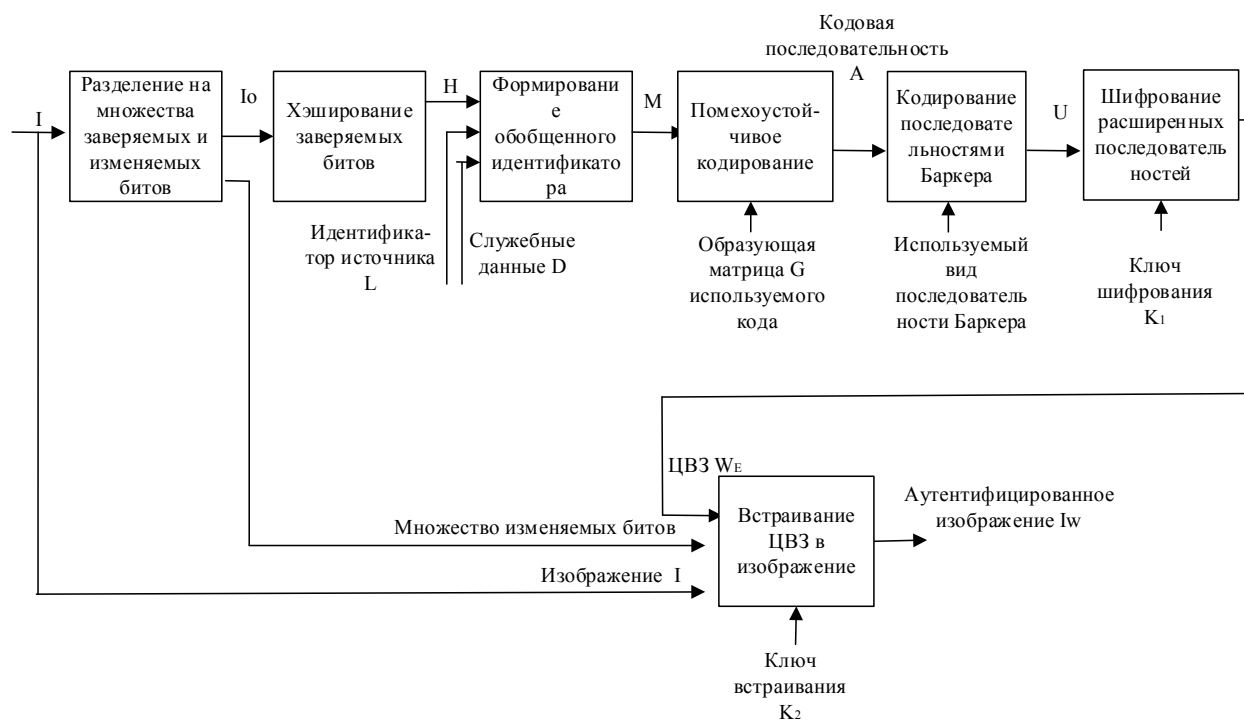 Кодовая
последовательность
А
I
Разделение на
множества
заверяемых и
изменяемых
битов
Io
Хэширование
заверяемых
битов
H
Формировани
е
обобщенного
идентификато
ра
M
Помехоустой-
чивое
кодирование
Кодирование
последовате
льностями
Баркера
U
Шифрование
расширенных
последователь
ностей
Идентифика-
тор источника
L
Служебные
данные D
Образующая
матрица G
используемого
кода
Используемый
вид
последователь
ности Баркера
Ключ
шифрования
K1
ЦВЗ WE
Множество изменяемых битов
Изображение I
Встраивание
ЦВЗ в
изображение
Аутентифицированное
изображение Iw
Ключ
встраивания
K2